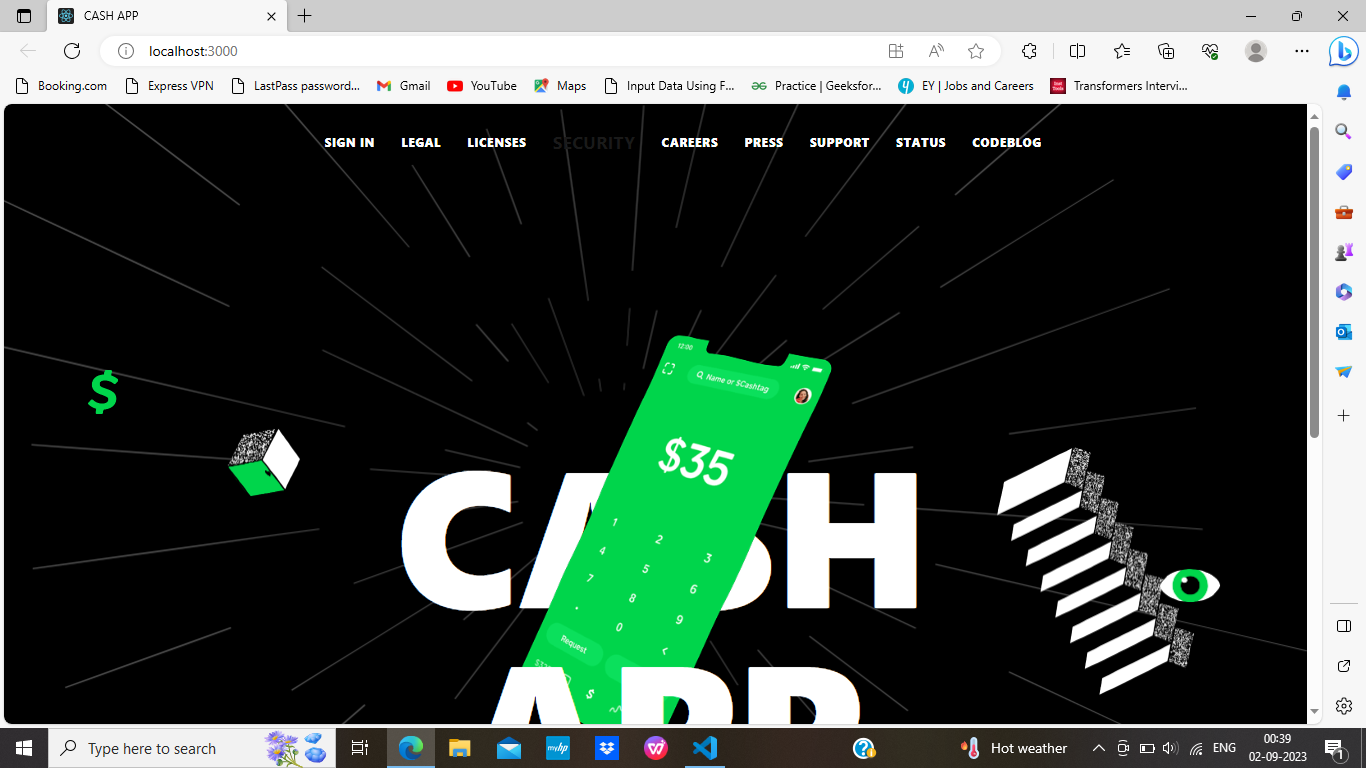 CASH APP
localhost:3000
Booking.com Express VPN LastPass password... Gmail YouTube Maps Input Data Using F... Practice | Geeksfor... EY | Jobs and Careers Transformers Intervi...
SIGN IN LEGAL LICENSES SECURITY CAREERS PRESS SUPPORT STATUS CODEBLOG
12:00
Name or $Cashtag
$35
1 2 3
4 5 6
7 8 9
. 0 <
Request
$
$
CASH
APP
Type here to search
myhp
Hot weather
ENG
00:39
02-09-2023
1